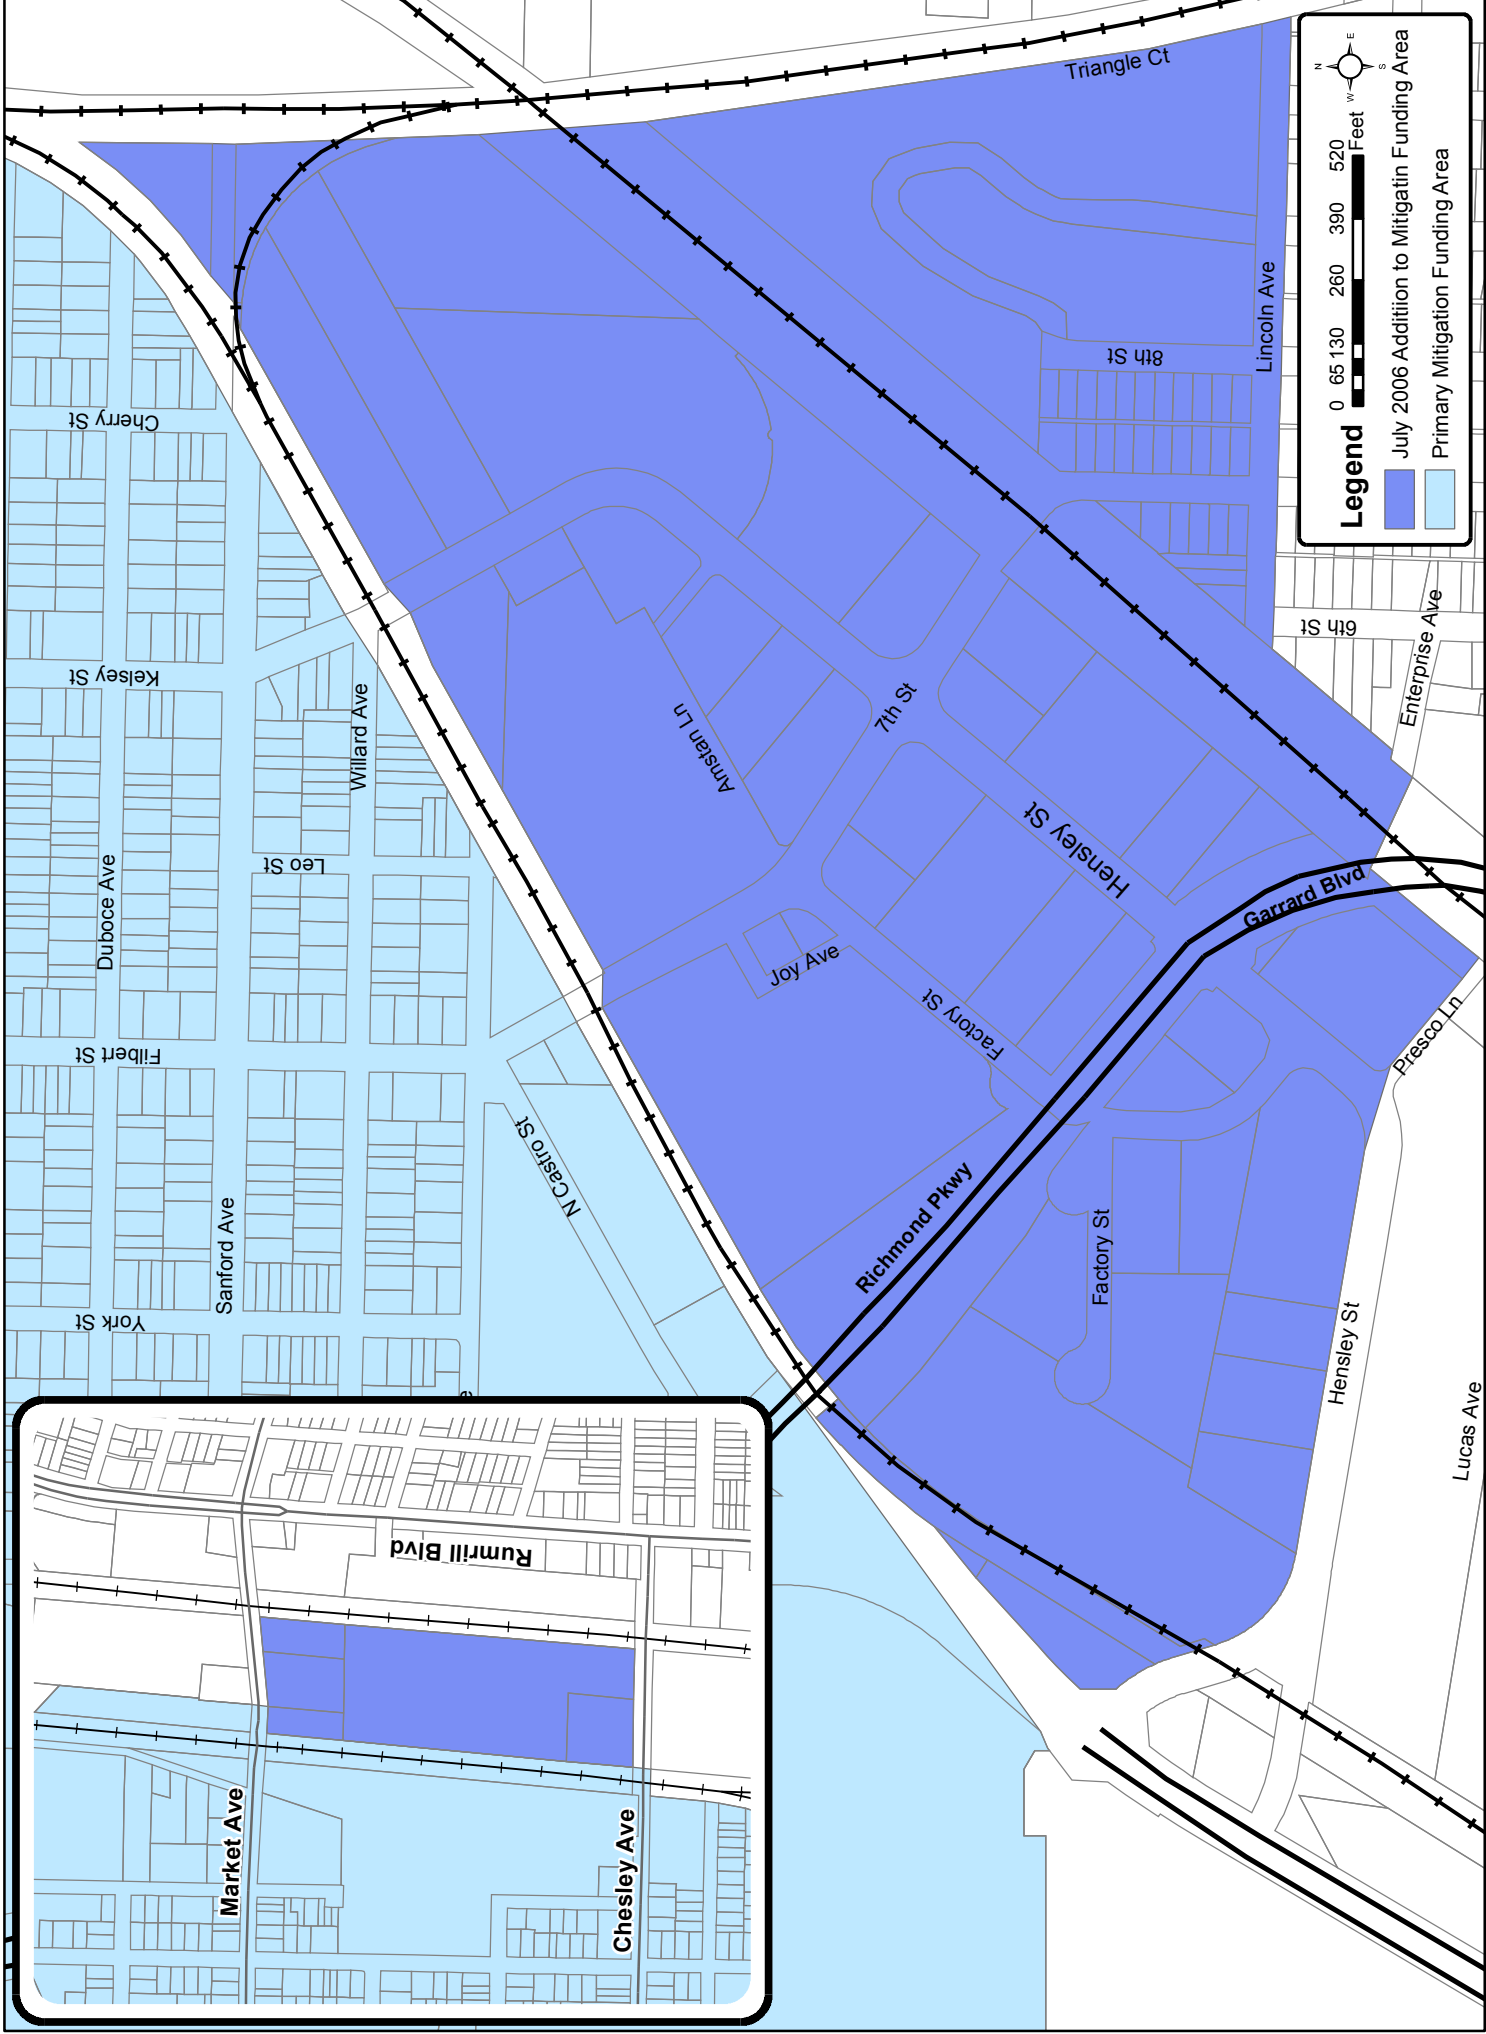 Cherry St
Kelsey St
Willard Ave
Leo St
Duboce Ave
Filbert St
Sanford Ave
York St
N Castro St
Triangle Ct
Lincoln Ave
8th St
6th St
Enterprise Ave
7th St
Amstan Ln
Hensley St
Joy Ave
Factory St
Garrard Blvd
Richmond Pkwy
Presco Ln
Factory St
Hensley St
Lucas Ave
e
Rumrill Blvd
Market Ave
Chesley Ave
Legend
0 65 130 260 390 520
Feet
N
E
S
W
July 2006 Additiion to Mitigatin Funding Area
Primary Mitigation Funding Area